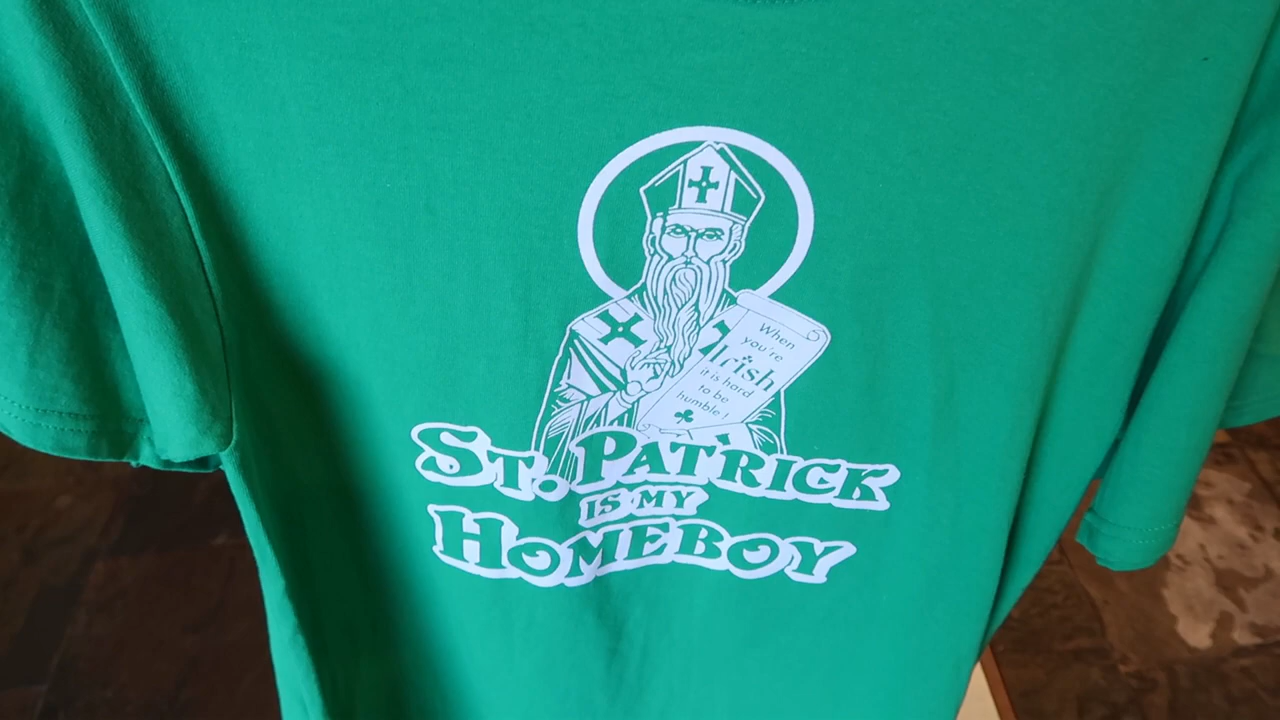 When
you're
Irish
it is hard
to be
humble!
ST. PATRICK
IS MY
HOMEBOY